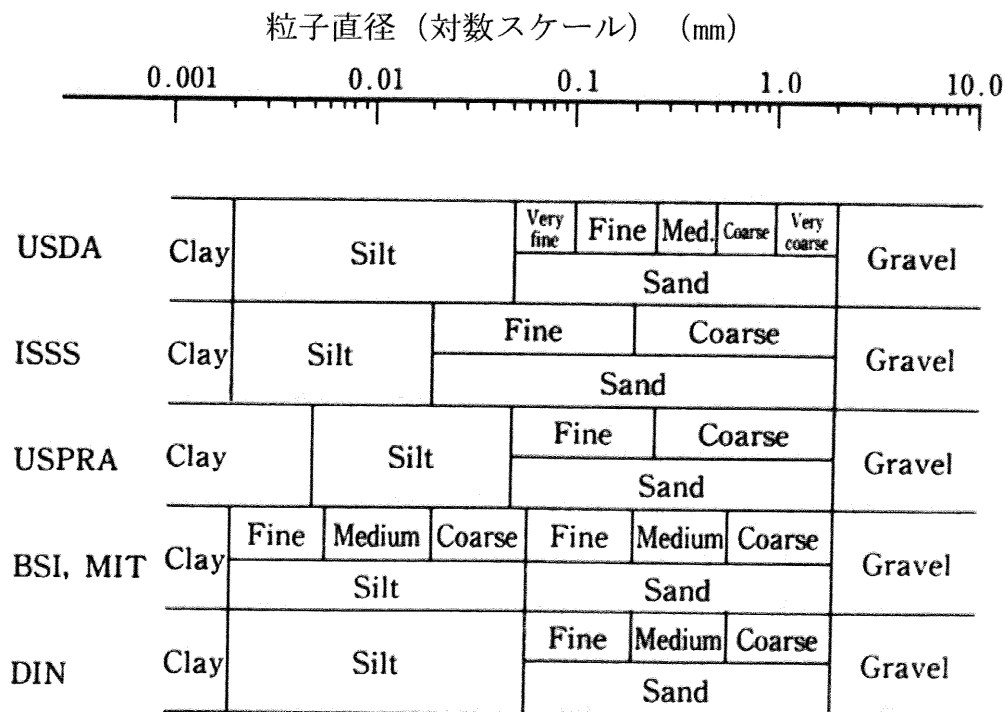 粒子直径（対数スケール）（mm）
0.001 0.01 0.1 1.0 10.0
USDA Clay Silt Very fine Fine Med. Coarse Very coarse Gravel
Sand
ISSS Clay Silt Fine Coarse Gravel
Sand
USPRA Clay Silt Fine Coarse Gravel
Sand
BSI, MIT Clay Fine Medium Coarse Fine Medium Coarse Gravel
Silt Sand
DIN Clay Silt Fine Medium Coarse Gravel
Sand